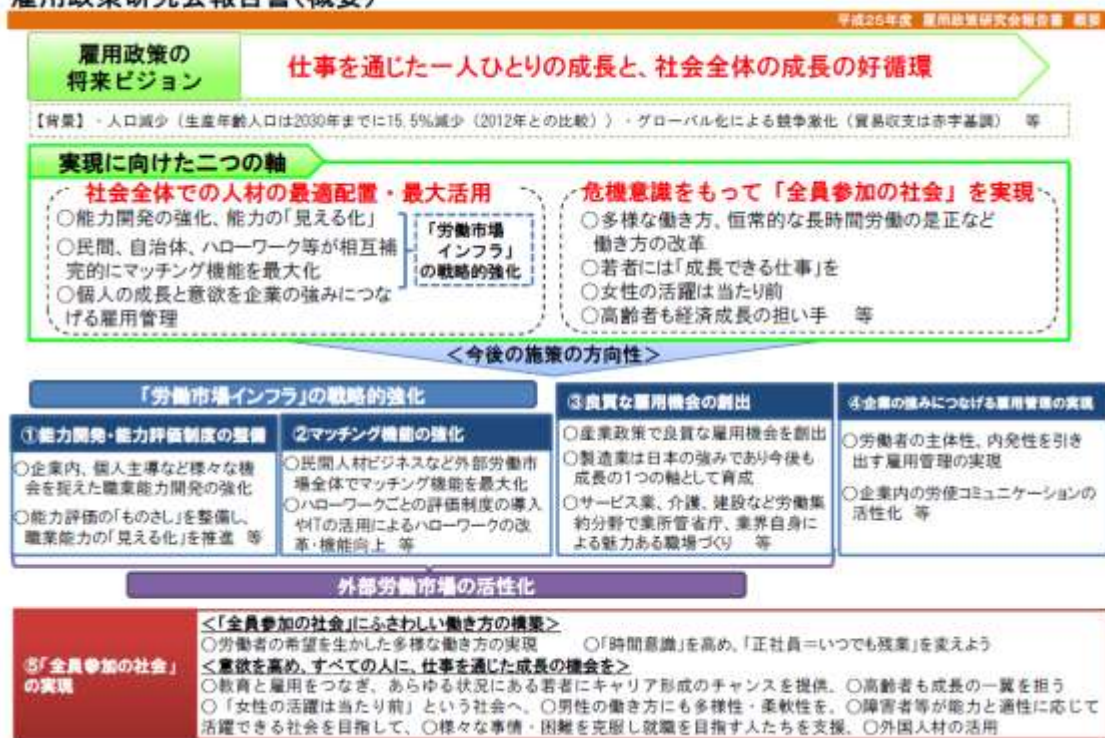 雇用政策研究会報告書(概要)
平成25年度 雇用政策研究会報告書 概要
雇用政策の
将来ビジョン
仕事を通じた一人ひとりの成長と、社会全体の成長の好循環
【背景】・人口減少(生産年齢人口は2030年までに15.5%減少(2012年との比較))・グローバル化による競争激化(貿易収支は赤字基調) 等
実現に向けた二つの軸
社会全体での人材の最適配置・最大活用
○能力開発の強化、能力の「見える化」
○民間、自治体、ハローワーク等が相互補
完的にマッチング機能を最大化
○個人の成長と意欲を企業の強みにつな
げる雇用管理
「労働市場
インフラ」
の戦略的強化
危機意識をもって「全員参加の社会」を実現
○多様な働き方、恒常的な長時間労働の是正など
働き方の改革
○若者には「成長できる仕事」を
○女性の活躍は当たり前
○高齢者も経済成長の担い手 等
<今後の施策の方向性>
「労働市場インフラ」の戦略的強化
①能力開発・能力評価制度の整備
○企業内、個人主導など様々な機
会を捉えた職業能力開発の強化
○能力評価の「ものさし」を整備し、
職業能力の「見える化」を推進 等
②マッチング機能の強化
○民間人材ビジネスなど外部労働市
場全体でマッチング機能を最大化
○ハローワークごとの評価制度の導入
やITの活用によるハローワークの改
革・機能向上 等
③良質な雇用機会の創出
○産業政策で良質な雇用機会を創出
○製造業は日本の強みであり今後も
成長の1つの軸として育成
○サービス業、介護、建設など労働集
約分野で業所管省庁、業界自身に
よる魅力ある職場づくり 等
④企業の強みにつなげる雇用管理の実現
○労働者の主体性、内発性を引き
出す雇用管理の実現
○企業内の労使コミュニケーションの
活性化 等
外部労働市場の活性化
⑤「全員参加の社会」
の実現
<「全員参加の社会」にふさわしい働き方の構築>
○労働者の希望を生かした多様な働き方の実現 ○「時間意識」を高め、「正社員=いつでも残業」を変えよう
<意欲を高め、すべての人に、仕事を通じた成長の機会を>
○教育と雇用をつなぎ、あらゆる状況にある若者にキャリア形成のチャンスを提供、○高齢者も成長の一翼を担う
○「女性の活躍は当たり前」という社会へ、○男性の働き方にも多様性・柔軟性を、○障害者等が能力と適性に応じて
活躍できる社会を目指して、○様々な事情・困難を克服し就職を目指す人たちを支援、○外国人材の活用